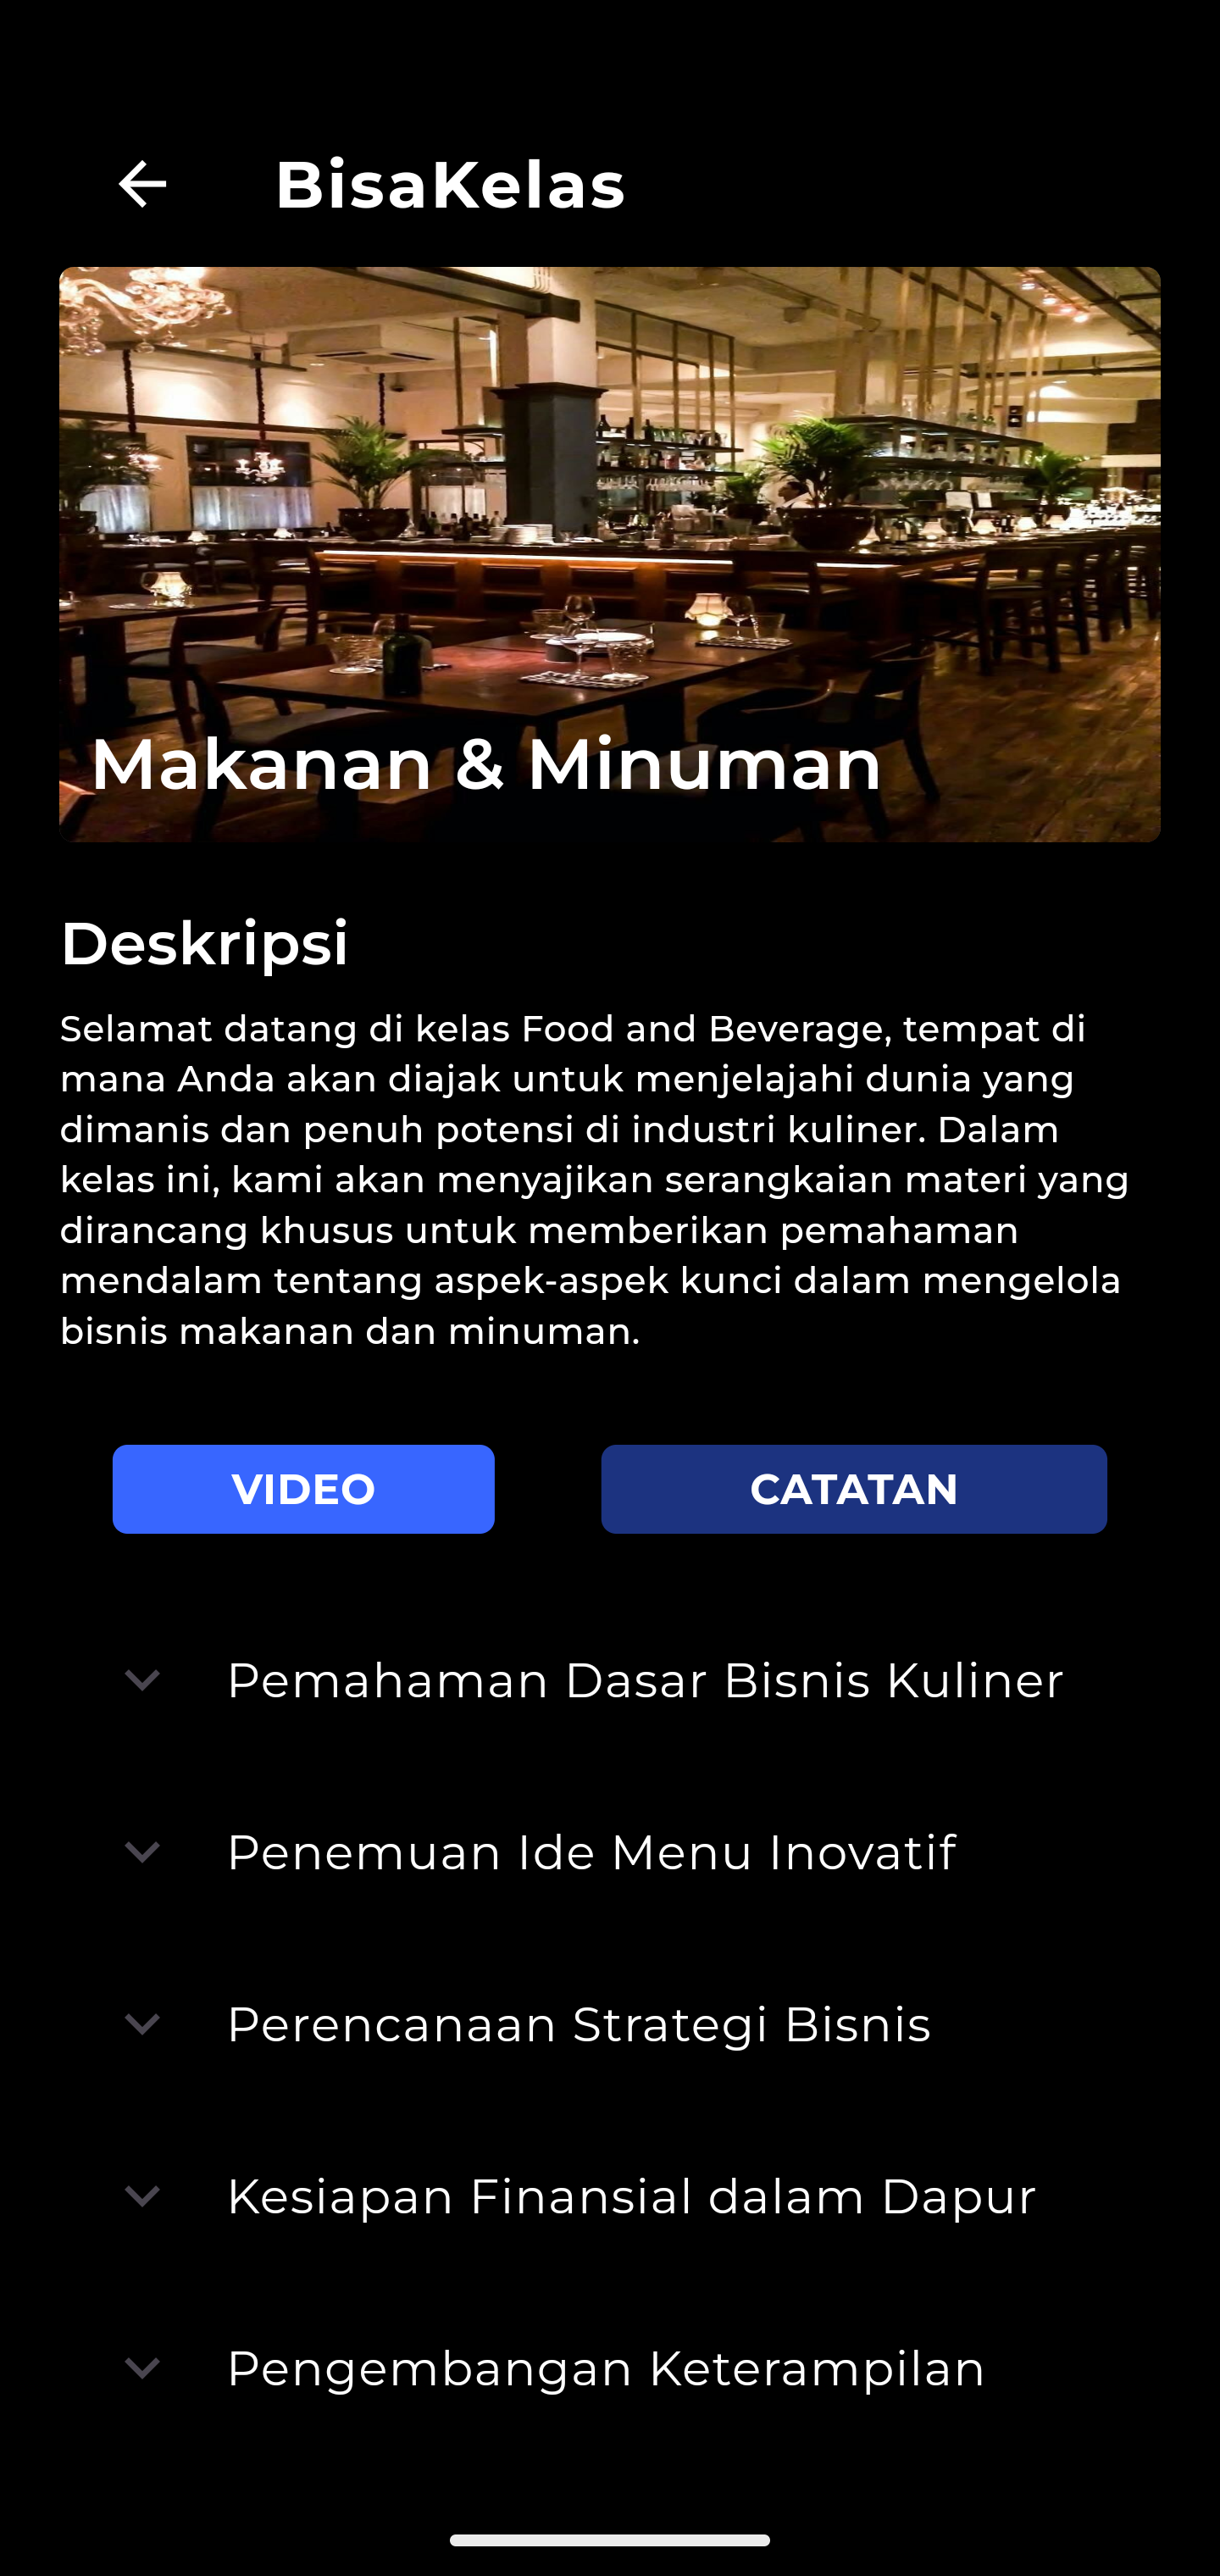 BisaKelas
Makanan & Minuman
Deskripsi
Selamat datang di kelas Food and Beverage, tempat di
mana Anda akan diajak untuk menjelajahi dunia yang
dimanis dan penuh potensi di industri kuliner. Dalam
kelas ini, kami akan menyajikan serangkaian materi yang
dirancang khusus untuk memberikan pemahaman
mendalam tentang aspek-aspek kunci dalam mengelola
bisnis makanan dan minuman.
VIDEO
CATATAN
Pemahaman Dasar Bisnis Kuliner
Penemuan Ide Menu Inovatif
Perencanaan Strategi Bisnis
Kesiapan Finansial dalam Dapur
Pengembangan Keterampilan